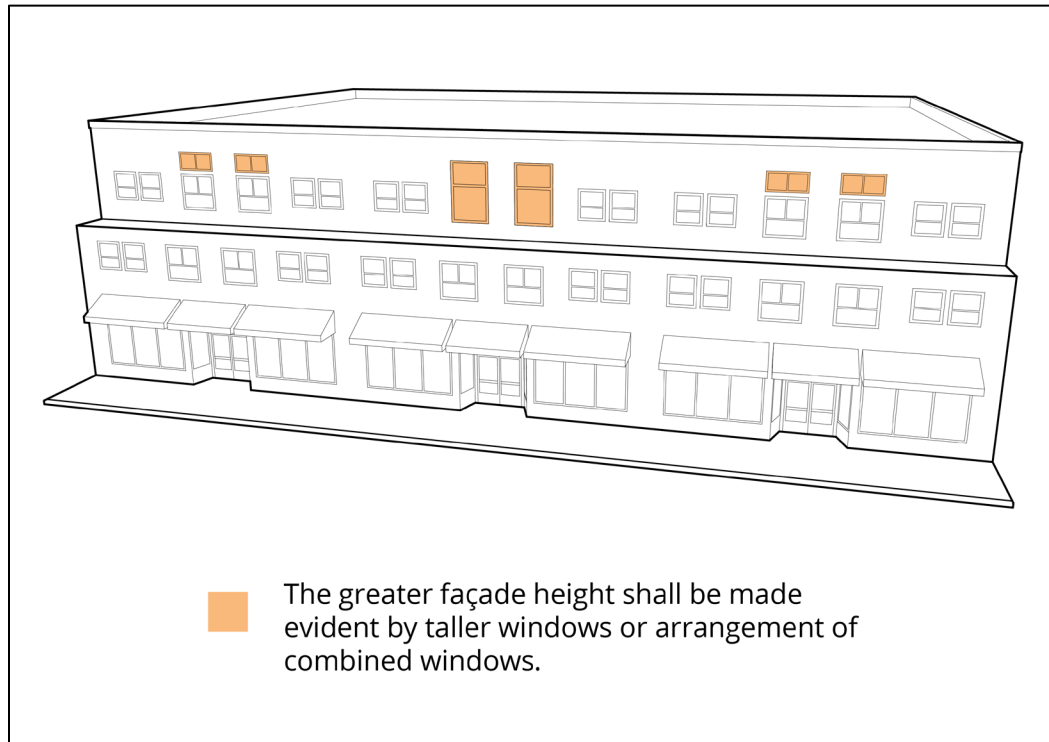 The greater façade height shall be made
evident by taller windows or arrangement of
combined windows.